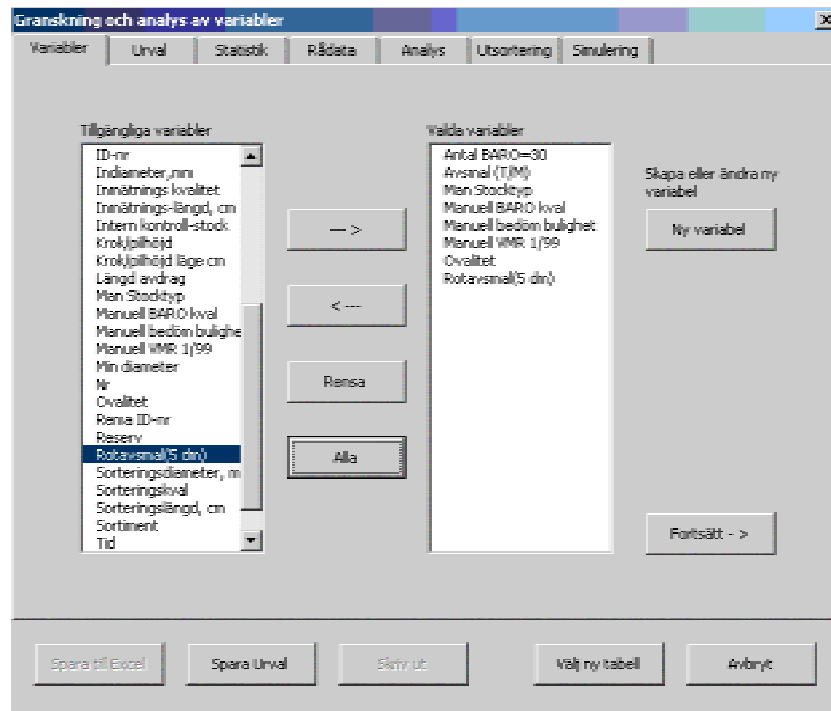 Granskning och analys av variabler
Variabler Urval Statistik Rådata Analys Utsortering Simulering
Tillgängliga variabler
ID-nr
Indiameter,mm
Inmätnings kvalitet
Inmätnings-längd, cm
Intern kontroll-stock
Krok(pilhöjd
Krok(pilhöjd läge cm
Längd avdrag
Man Stocktyp
Manuell BARO kval
Manuell bedöm bulighe
Manuell VMR 1/99
Min diameter
Nr
Ovalitet
Rema ID-nr
Reserv
Rotavsmal(5 dm)
Sorteringsdiameter, m
Sorteringskval
Sorteringslängd, cm
Sortiment
Tid
--- >
< ---
Rensa
Alla
Valda variabler
Antal BARO=30
Avsmal (T/M)
Man Stocktyp
Manuell BARO kval
Manuell bedöm bulighet
Manuell VMR 1/99
Ovalitet
Rotavsmal(5 dm)
Skapa eller ändra ny
variabel
Ny variabel
Fortsätt - >
Spara till Excel Spara Urval Skriv ut Välj ny tabell Avbryt